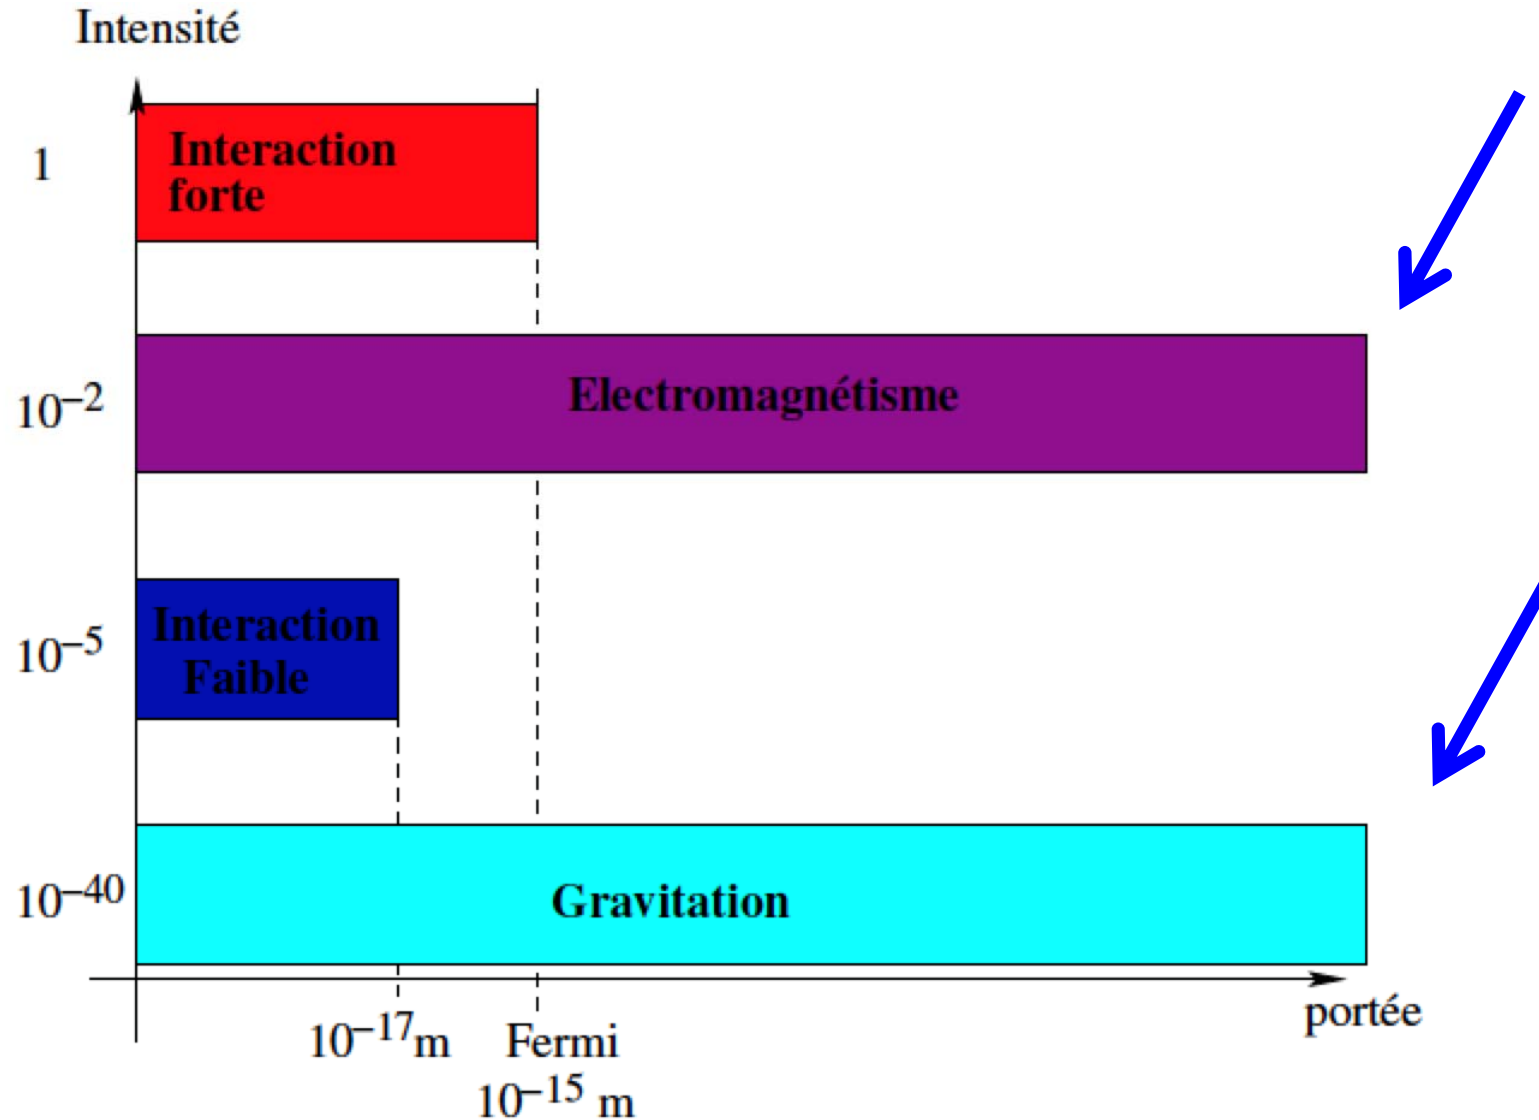 Intensité
1
Interaction
forte
10⁻²
Electromagnétisme
10⁻⁵
Interaction
Faible
10⁻⁴⁰
Gravitation
portée
10⁻¹⁷m
Fermi
10⁻¹⁵ m